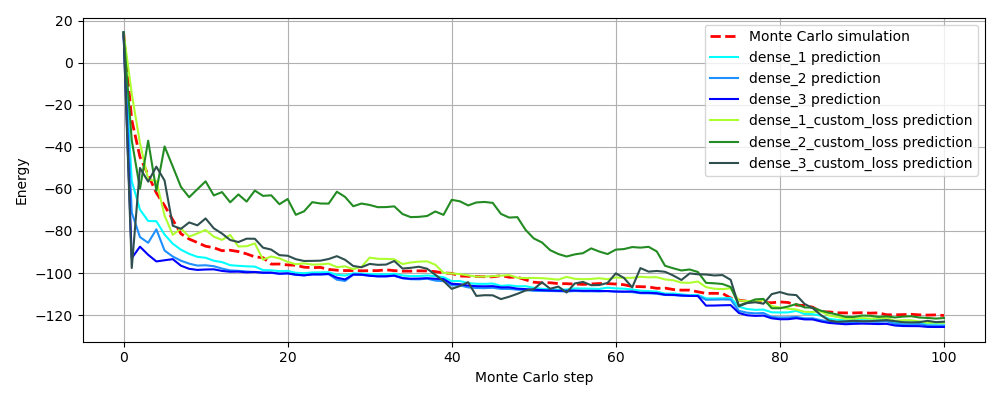 20
0
−20
−40
−60
−80
−100
−120
Energy
0
20
40
60
80
100
Monte Carlo step
Monte Carlo simulation
dense_1 prediction
dense_2 prediction
dense_3 prediction
dense_1_custom_loss prediction
dense_2_custom_loss prediction
dense_3_custom_loss prediction